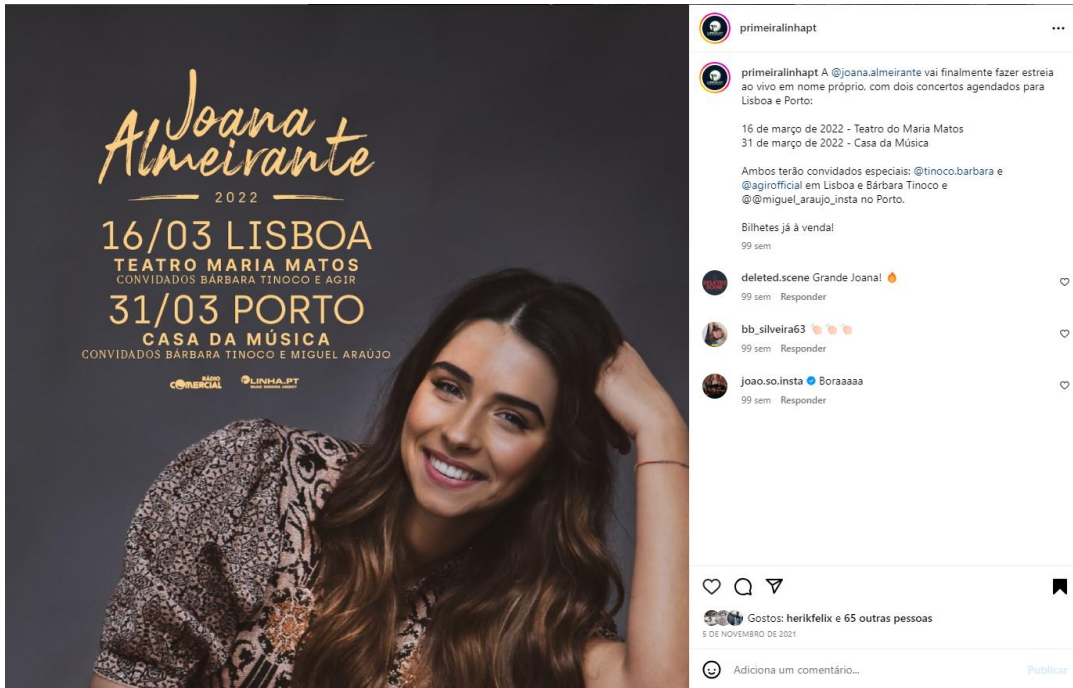 Joana
Almeirante
2022
16/03 LISBOA
TEATRO MARIA MATOS
CONVIDADOS BÁRBARA TINOCO E AGIR
31/03 PORTO
CASA DA MÚSICA
CONVIDADOS BÁRBARA TINOCO E MIGUEL ARAÚJO
RÁDIO
COMERCIAL
LINHA.PT
primeiralinhapt
primeiralinhapt A @joana.almeirante vai finalmente fazer estreia
ao vivo em nome próprio, com dois concertos agendados para
Lisboa e Porto:
16 de março de 2022 - Teatro do Maria Matos
31 de março de 2022 - Casa da Música
Ambos terão convidados especiais: @tinoco.barbara e
@agirofficial em Lisboa e Bárbara Tinoco e
@@miguel_araujo_insta no Porto.
Bilhetes já à venda!
99 sem
deleted.scene Grande Joana! 🔥
99 sem Responder
bb_silveira63 👏🏻👏🏻👏🏻
99 sem Responder
joao.so.insta Boraaaaa
99 sem Responder
Gostos: herikfelix e 65 outras pessoas
5 DE NOVEMBRO DE 2021
Adiciona um comentário...
Publicar